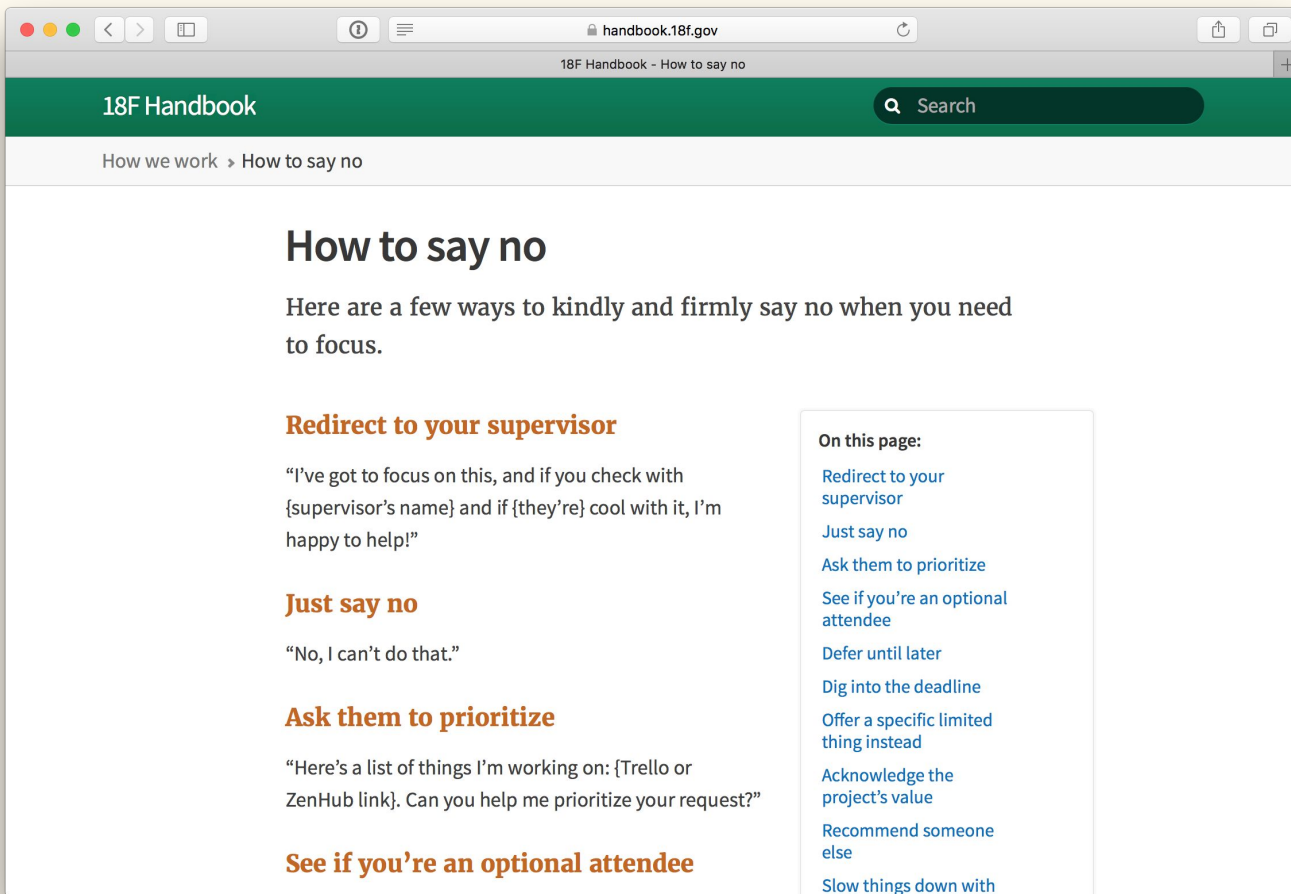 handbook.18f.gov
18F Handbook - How to say no
18F Handbook
Search
How we work › How to say no
How to say no
Here are a few ways to kindly and firmly say no when you need
to focus.
Redirect to your supervisor
“I’ve got to focus on this, and if you check with
{supervisor’s name} and if {they’re} cool with it, I’m
happy to help!”
Just say no
“No, I can’t do that.”
Ask them to prioritize
“Here’s a list of things I’m working on: {Trello or
ZenHub link}. Can you help me prioritize your request?”
See if you’re an optional attendee
On this page:
Redirect to your
supervisor
Just say no
Ask them to prioritize
See if you’re an optional
attendee
Defer until later
Dig into the deadline
Offer a specific limited
thing instead
Acknowledge the
project’s value
Recommend someone
else
Slow things down with